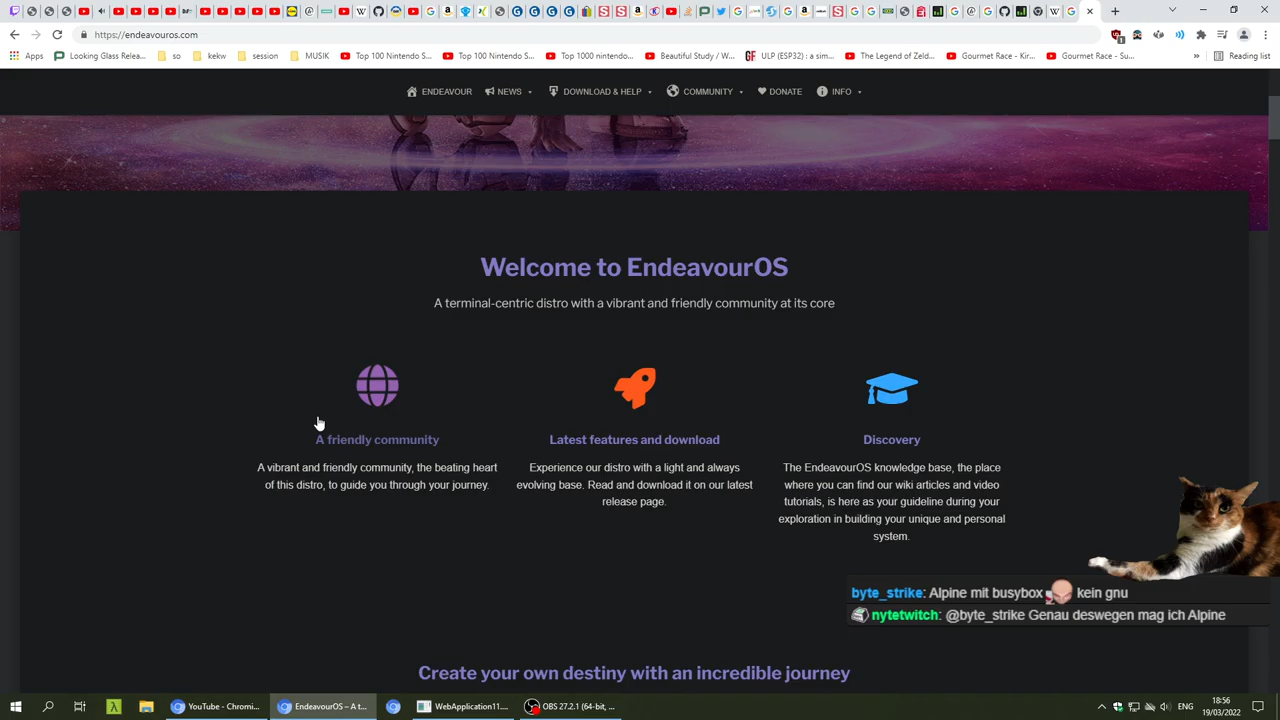 https://endeavouros.com
Apps
Looking Glass Relea...
so
kekw
session
MUSIK
Top 100 Nintendo S...
Top 100 Nintendo S...
Top 1000 nintendo...
Beautiful Study / W...
ULP (ESP32) : a sim...
The Legend of Zeld...
Gourmet Race - Kir...
Gourmet Race - Su...
»
Reading list
ENDEAVOUR
NEWS
DOWNLOAD & HELP
COMMUNITY
DONATE
INFO
Welcome to EndeavourOS
A terminal-centric distro with a vibrant and friendly community at its core
A friendly community
A vibrant and friendly community, the beating heart
of this distro, to guide you through your journey.
Latest features and download
Experience our distro with a light and always
evolving base. Read and download it on our latest
release page.
Discovery
The EndeavourOS knowledge base, the place
where you can find our wiki articles and video
tutorials, is here as your guideline during your
exploration in building your unique and personal
system.
byte_strike: Alpine mit busybox kein gnu
nytetwitch: @byte_strike Genau deswegen mag ich Alpine
Create your own destiny with an incredible journey
YouTube - Chromi...
EndeavourOS – A t...
WebApplication11...
OBS 27.2.1 (64-bit, ...
ENG
18:56
19/03/2022